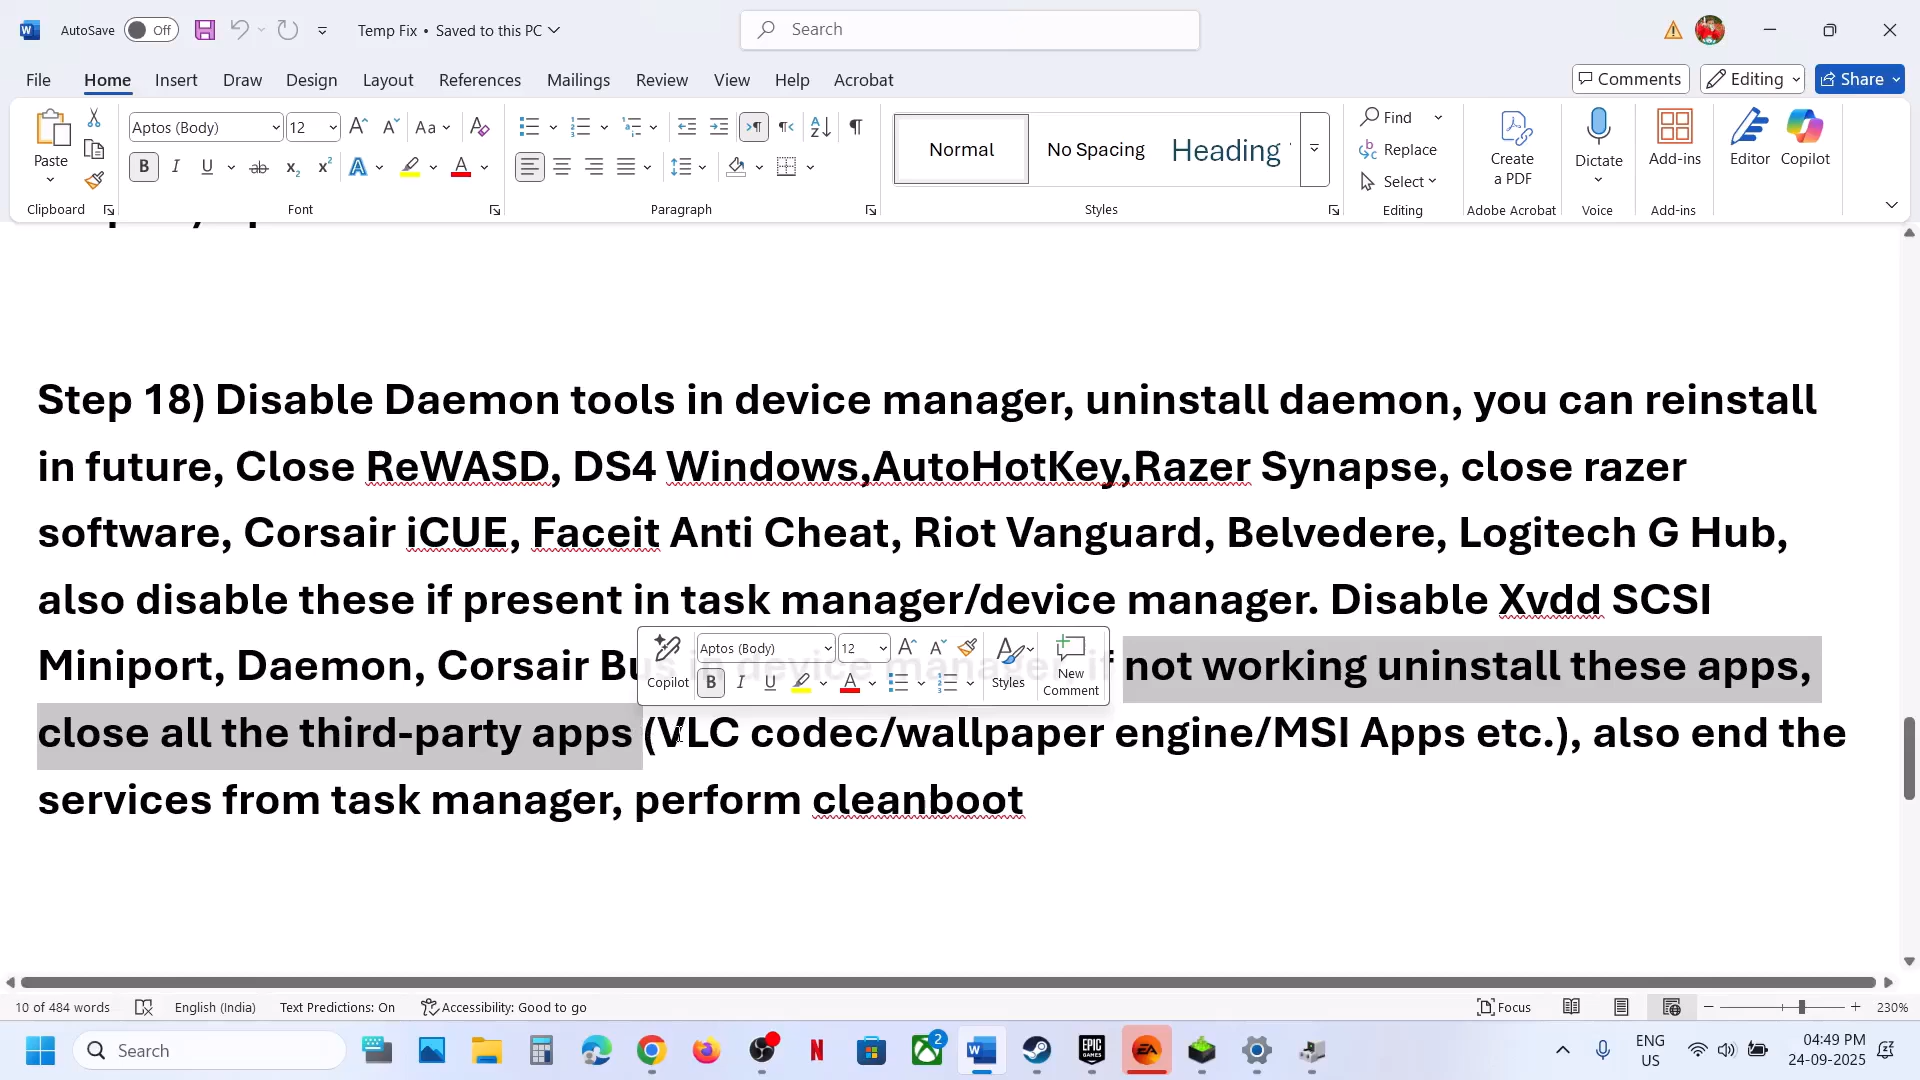 AutoSave Off Temp Fix • Saved to this PC Search
File Home Insert Draw Design Layout References Mailings Review View Help Acrobat Comments Editing Share
Paste Aptos (Body) 12 Aa Normal No Spacing Heading Find Replace Select Create a PDF Dictate Add-ins Editor Copilot
Clipboard Font Paragraph Styles Editing Adobe Acrobat Voice Add-ins
Step 18) Disable Daemon tools in device manager, uninstall daemon, you can reinstall
in future, Close ReWASD, DS4 Windows,AutoHotKey,Razer Synapse, close razer
software, Corsair iCUE, Faceit Anti Cheat, Riot Vanguard, Belvedere, Logitech G Hub,
also disable these if present in task manager/device manager. Disable Xvdd SCSI
Miniport, Daemon, Corsair Bus in device manager, if not working uninstall these apps,
Aptos (Body) 12
Copilot Styles New Comment
close all the third-party apps (VLC codec/wallpaper engine/MSI Apps etc.), also end the
services from task manager, perform cleanboot
10 of 484 words English (India) Text Predictions: On Accessibility: Good to go Focus 230%
Search 2 ENG US 04:49 PM 24-09-2025